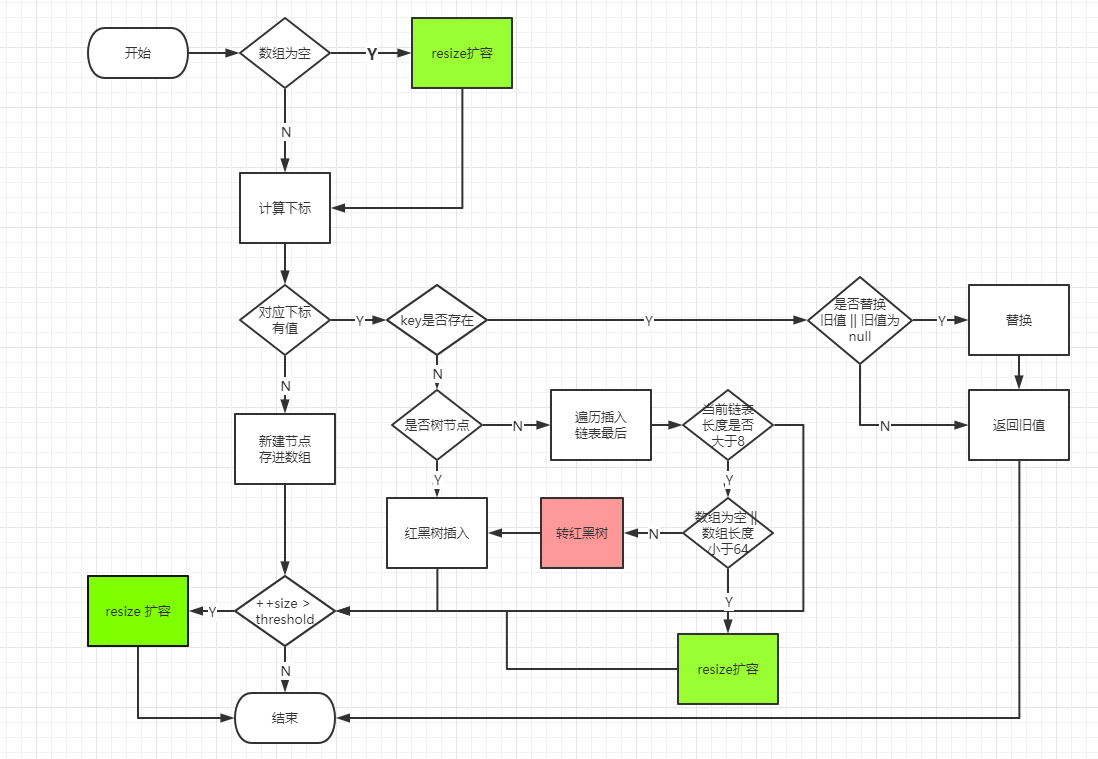 开始
数组为空
Y
resize扩容
N
计算下标
对应下标
有值
Y
key是否存在
Y
是否替换
旧值 || 旧值为
null
Y
替换
N
返回旧值
N
新建节点
存进数组
N
是否树节点
N
遍历插入
链表最后
当前链表
长度是否
大于8
Y
红黑树插入
转红黑树
N
Y
数组为空 ||
数组长度
小于64
Y
resize扩容
resize 扩容
Y
++size >
threshold
N
结束